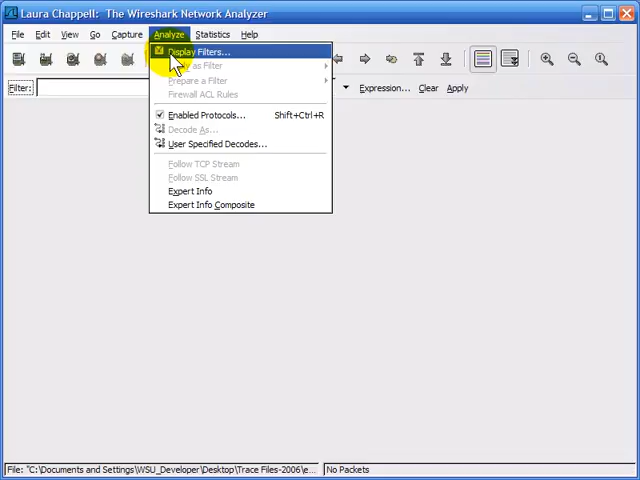 Laura Chappell: The Wireshark Network Analyzer
File Edit View Go Capture Analyze Statistics Help
Display Filters...
as Filter
Prepare a Filter
Firewall ACL Rules
Filter: Expression... Clear Apply
Enabled Protocols... Shift+Ctrl+R
Decode As...
User Specified Decodes...
Follow TCP Stream
Follow SSL Stream
Expert Info
Expert Info Composite
File: "C:\Documents and Settings\WSU_Developer\Desktop\Trace Files-2006\e... No Packets